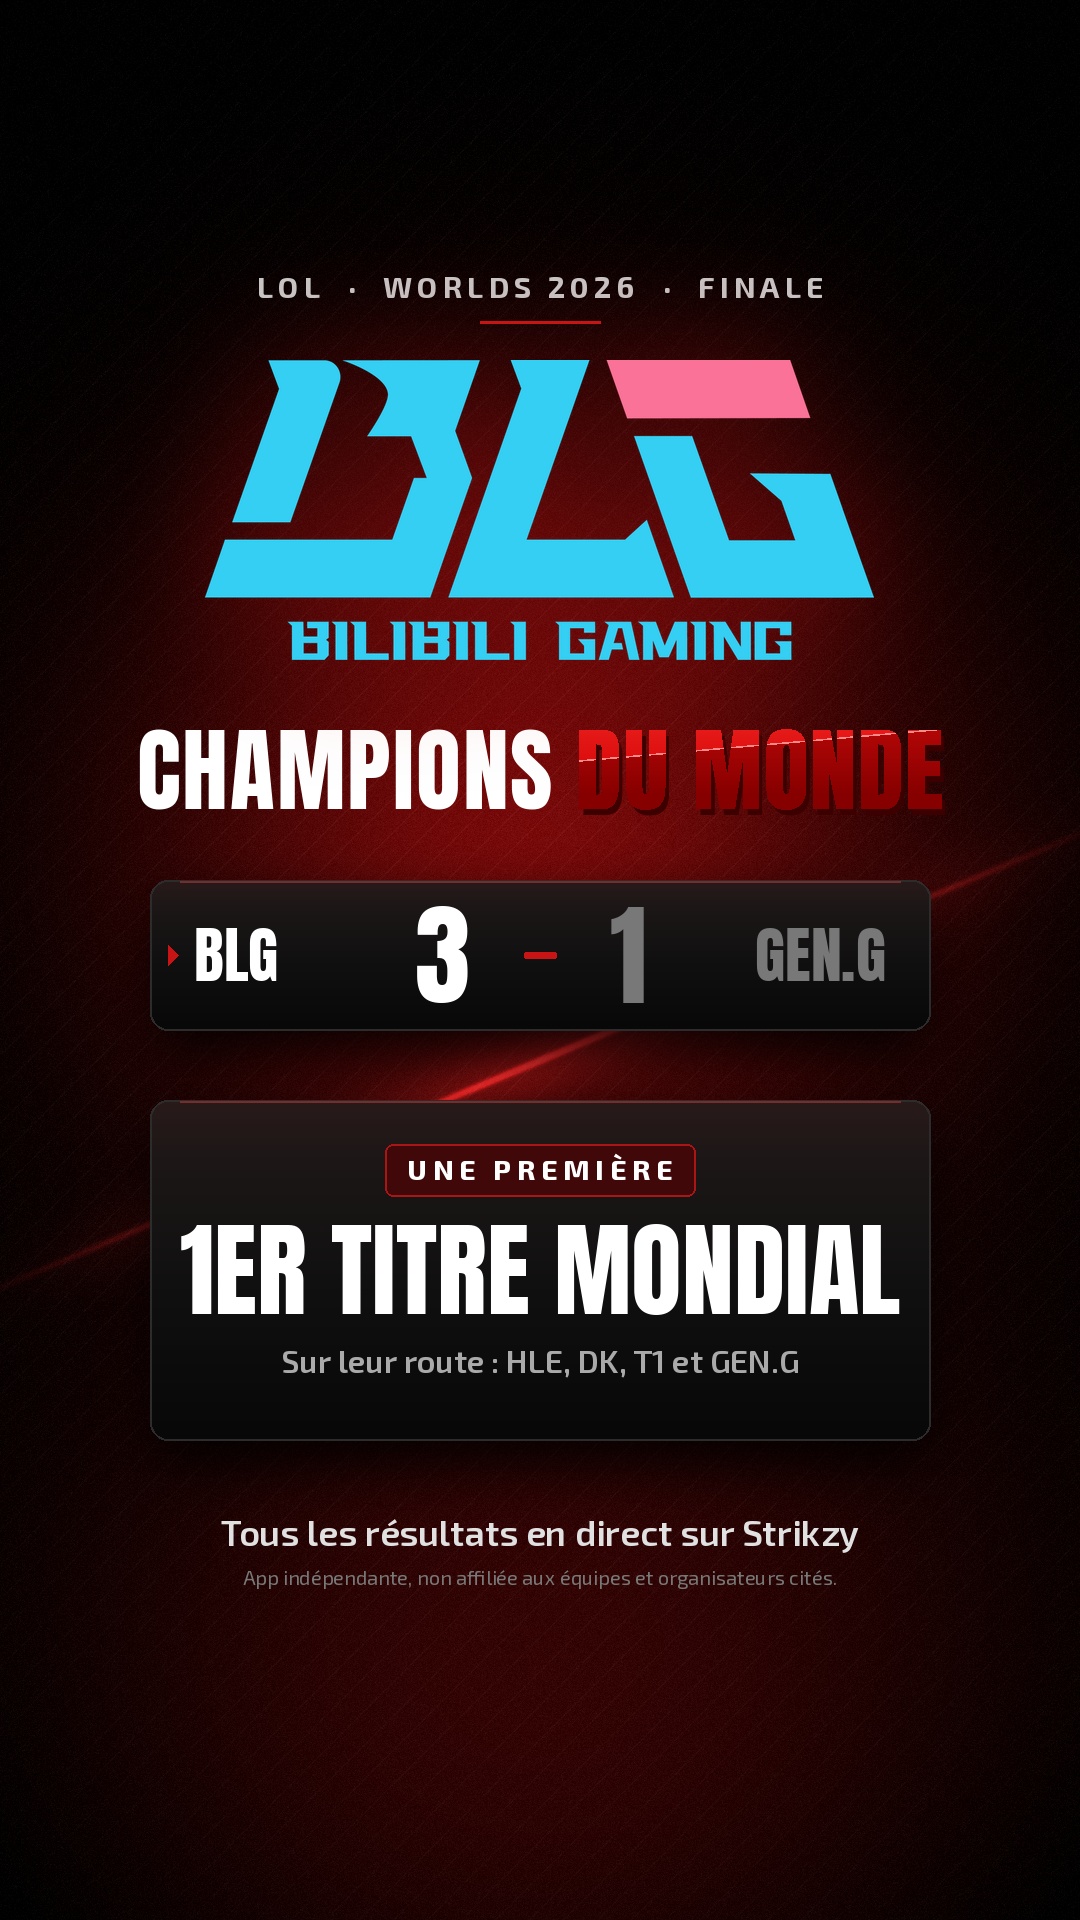 LOL · WORLDS 2026 · FINALE
BLG
BILIBILI GAMING
CHAMPIONS DU MONDE
BLG 3 – 1 GEN.G
UNE PREMIÈRE
1ER TITRE MONDIAL
Sur leur route : HLE, DK, T1 et GEN.G
Tous les résultats en direct sur Strikzy
App indépendante, non affiliée aux équipes et organisateurs cités.